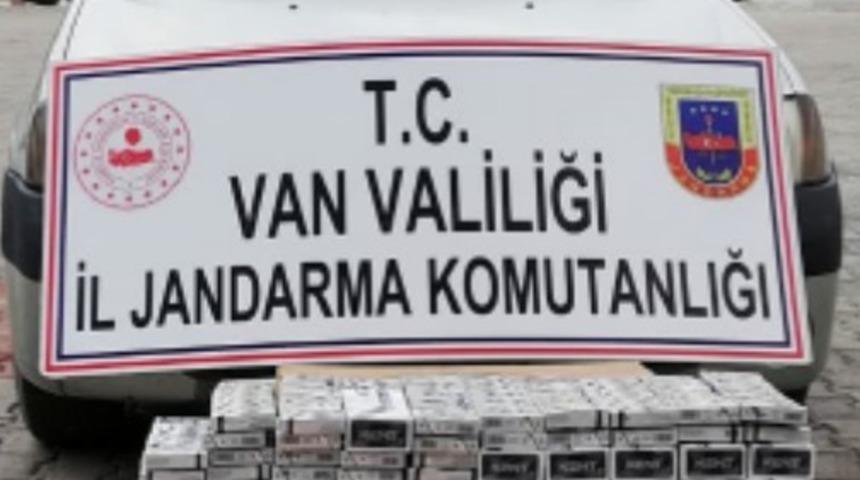 T.C.
VAN VALİLİĞİ
İL JANDARMA KOMUTANLIĞI